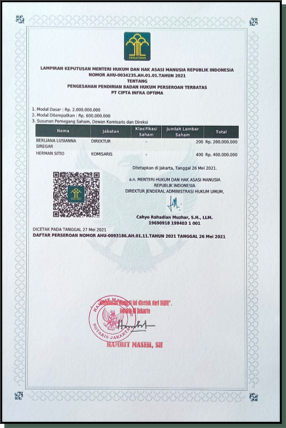 LAMPIRAN KEPUTUSAN MENTERI HUKUM DAN HAK ASASI MANUSIA REPUBLIK INDONESIA
NOMOR AHU-0034235.AH.01.01.TAHUN 2021
TENTANG
PENGESAHAN PENDIRIAN BADAN HUKUM PERSEROAN TERBATAS
PT CIPTA INFRA OPTIMA
1. Modal Dasar : Rp. 2.000.000.000
2. Modal Ditempatkan : Rp. 600.000.000
3. Susunan Pemegang Saham, Dewan Komisaris dan Direksi
Nama Jabatan Klasifikasi Saham Jumlah Lembar Saham Total
BERLIANA LUSIANNA SIREGAR DIREKTUR - 200 Rp. 200.000.000
HERMAN SITIO KOMISARIS - 400 Rp. 400.000.000
Ditetapkan di Jakarta, Tanggal 26 Mei 2021.
a.n. MENTERI HUKUM DAN HAK ASASI MANUSIA
REPUBLIK INDONESIA
DIREKTUR JENDERAL ADMINISTRASI HUKUM UMUM,
Cahyo Rahadian Muzhar, S.H., LLM.
19690918 199403 1 001
DICETAK PADA TANGGAL 27 Mei 2021
DAFTAR PERSEROAN NOMOR AHU-0093186.AH.01.11.TAHUN 2021 TANGGAL 26 Mei 2021